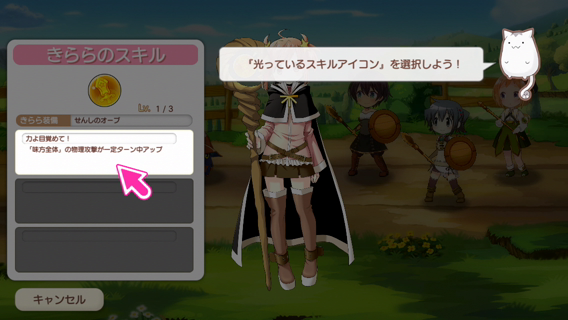 きららのスキル
「光っているスキルアイコン」を選択しよう！
Lv. 1 / 3
きらら装備 せんしのオーブ
力よ目覚めて！
「味方全体」の物理攻撃が一定ターン中アップ
キャンセル